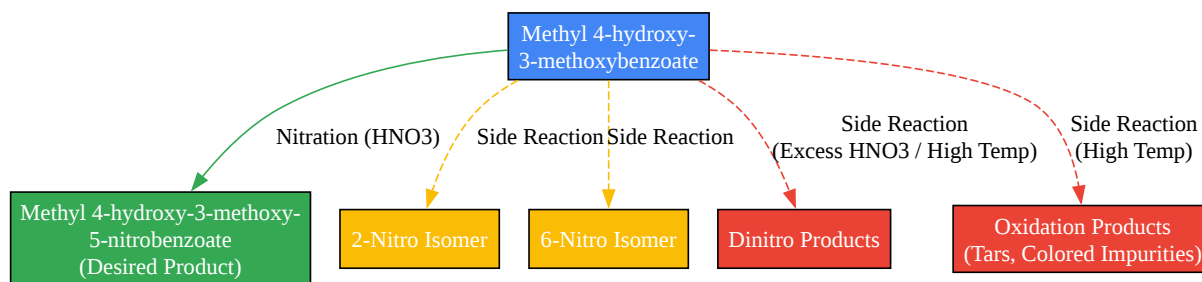 Methyl 4-hydroxy-
3-methoxybenzoate
Nitration (HNO3)
Side Reaction
Side Reaction
Side Reaction
(Excess HNO3 / High Temp)
Side Reaction
(High Temp)
Methyl 4-hydroxy-3-methoxy-
5-nitrobenzoate
(Desired Product)
2-Nitro Isomer
6-Nitro Isomer
Dinitro Products
Oxidation Products
(Tars, Colored Impurities)